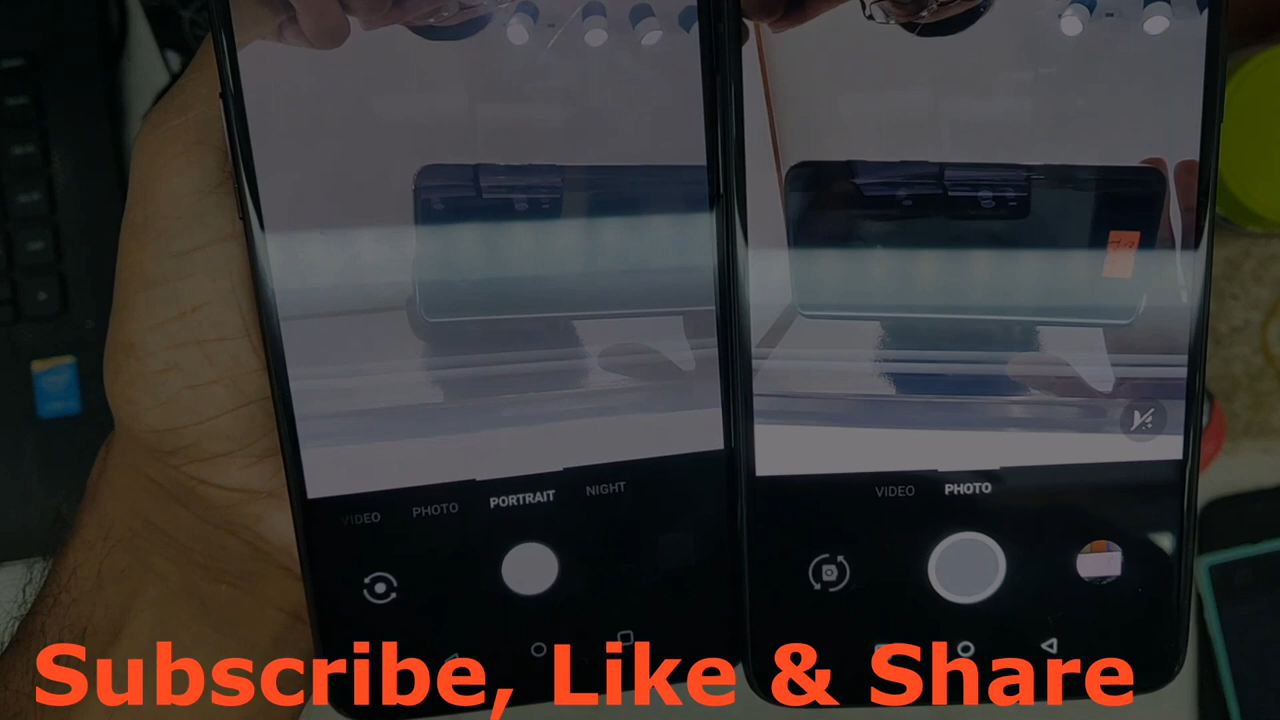 VIDEO PHOTO PORTRAIT NIGHT
VIDEO PHOTO
Subscribe, Like & Share